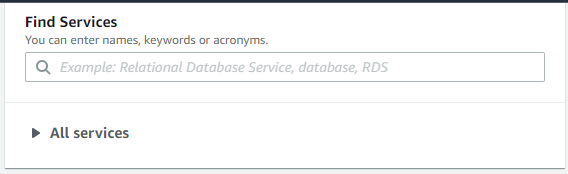 Find Services
You can enter names, keywords or acronyms.
Example: Relational Database Service, database, RDS
All services